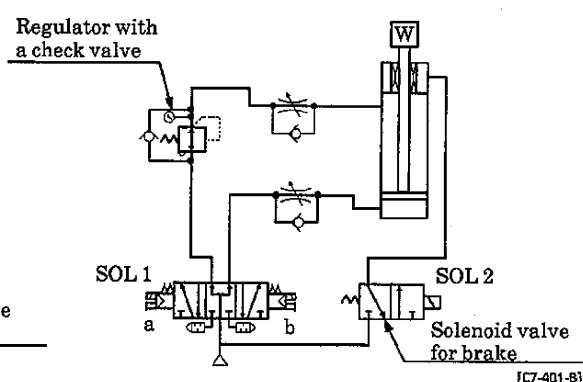 Regulator with
a check valve
W
SOL 1
SOL 2
a
b
e
Solenoid valve
for brake
[C7-401-B]